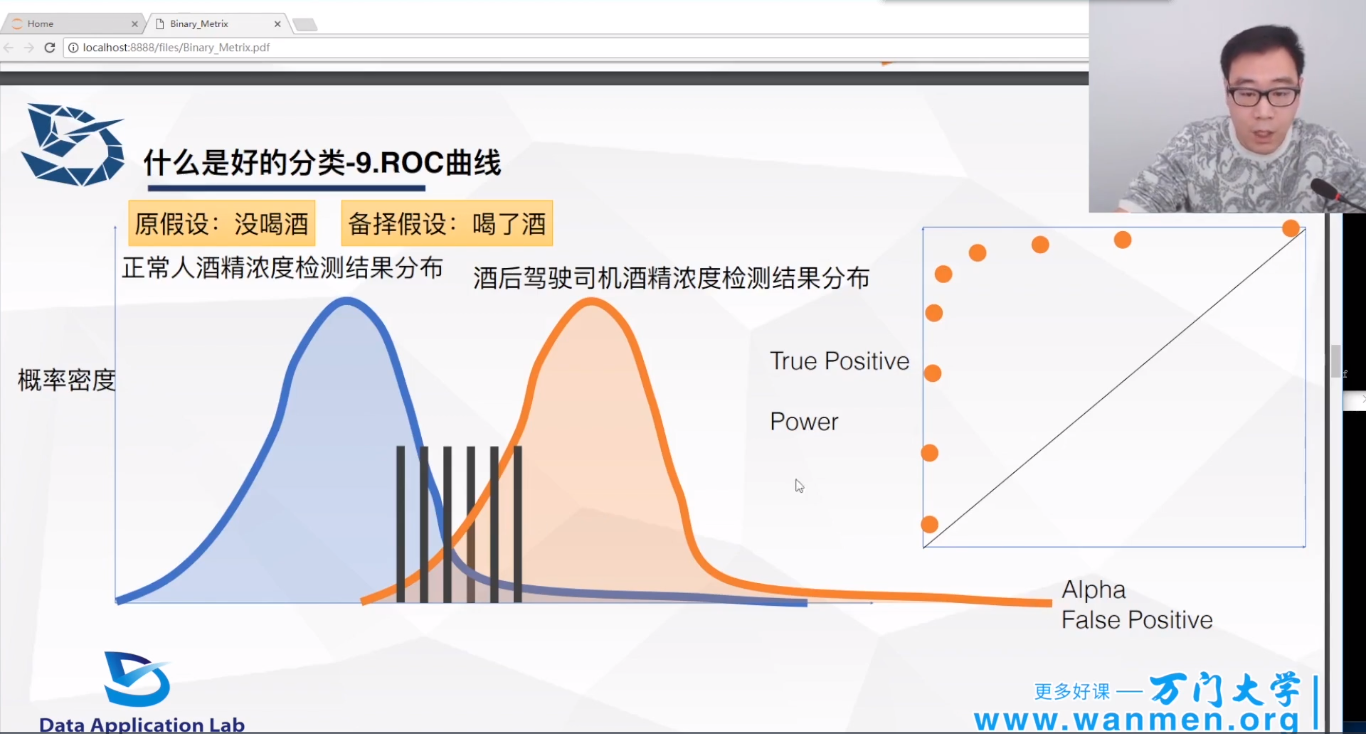 Home
Binary_Metrix
localhost:8888/files/Binary_Metrix.pdf
什么是好的分类-9.ROC曲线
原假设：没喝酒
备择假设：喝了酒
正常人酒精浓度检测结果分布
酒后驾驶司机酒精浓度检测结果分布
概率密度
True Positive
Power
Alpha
False Positive
更多好课 — 万门大学
www.wanmen.org
Data Application Lab